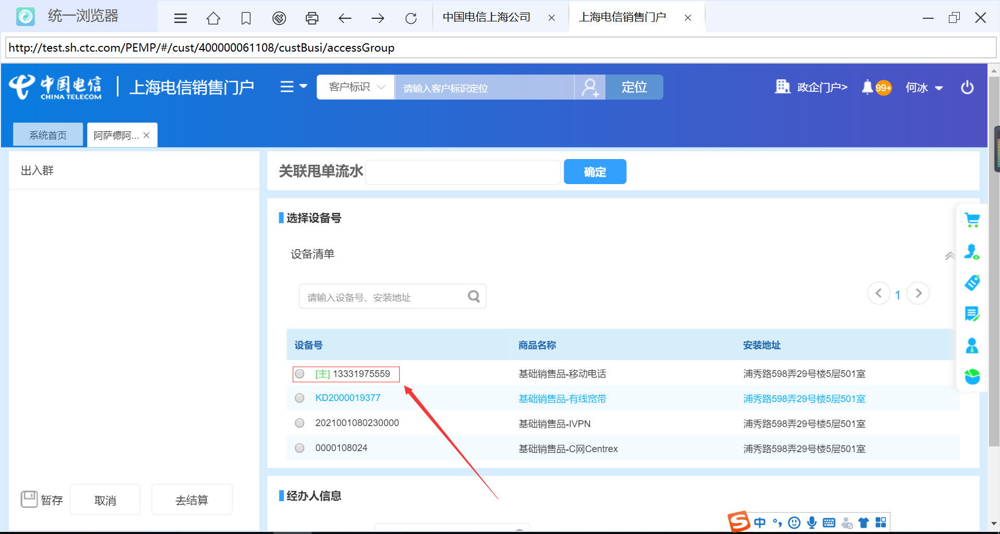 统一浏览器
中国电信上海公司
上海电信销售门户
http://test.sh.ctc.com/PEMP/#/cust/400000061108/custBusi/accessGroup
中国电信
CHINA TELECOM
上海电信销售门户
客户标识
请输入客户标识定位
定位
政企门户>
99+
何冰
系统首页
阿萨德阿...
出入群
关联甩单流水
确定
选择设备号
设备清单
请输入设备号、安装地址
1
设备号 商品名称 安装地址
[主] 13331975559 基础销售品-移动电话 浦秀路598弄29号楼5层501室
KD2000019377 基础销售品-有线宽带 浦秀路598弄29号楼5层501室
2021001080230000 基础销售品-IVPN 浦秀路598弄29号楼5层501室
0000108024 基础销售品-C网Centrex 浦秀路598弄29号楼5层501室
经办人信息
暂存
取消
去结算
中